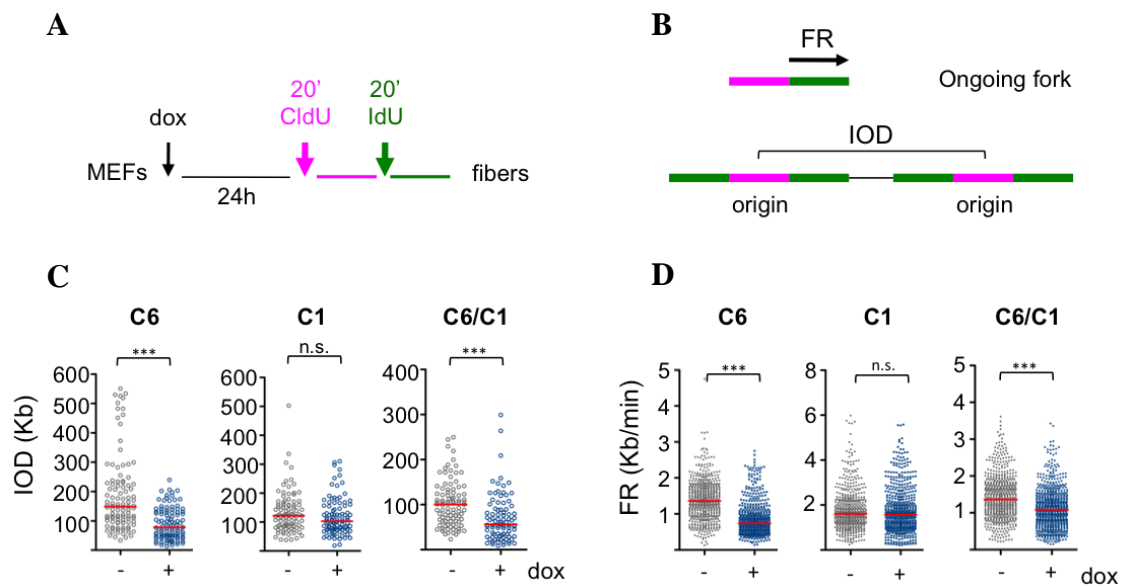 A
dox
20’
CldU
20’
IdU
MEFs
24h
fibers
B
FR
Ongoing fork
IOD
origin
origin
C
C6
C1
C6/C1
***
n.s.
***
IOD (Kb)
600
500
400
300
200
100
600
500
400
300
200
100
400
300
200
100
- +
- +
- +
dox
D
C6
C1
C6/C1
***
n.s.
***
FR (Kb/min)
5
4
3
2
1
8
6
4
2
5
4
3
2
1
- +
- +
- +
dox